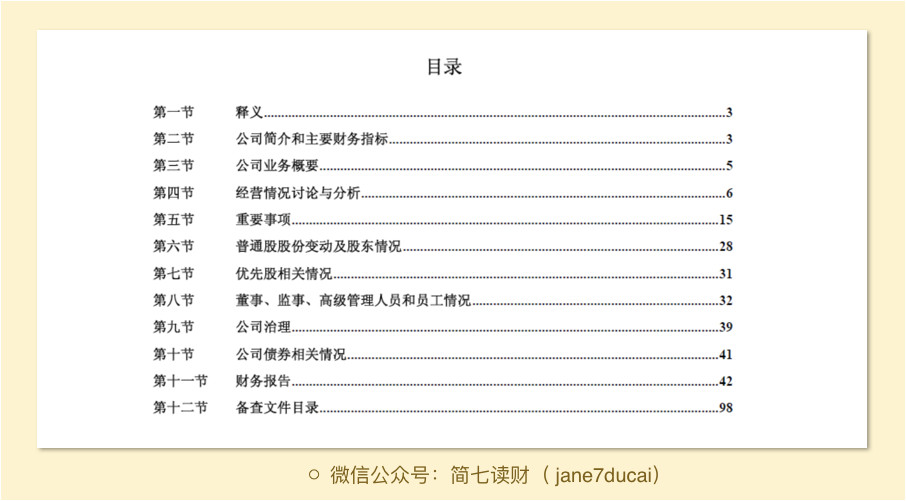 目录
第一节 释义 3
第二节 公司简介和主要财务指标 3
第三节 公司业务概要 5
第四节 经营情况讨论与分析 6
第五节 重要事项 15
第六节 普通股股份变动及股东情况 28
第七节 优先股相关情况 31
第八节 董事、监事、高级管理人员和员工情况 32
第九节 公司治理 39
第十节 公司债券相关情况 41
第十一节 财务报告 42
第十二节 备查文件目录 98
微信公众号：简七读财（jane7ducai）